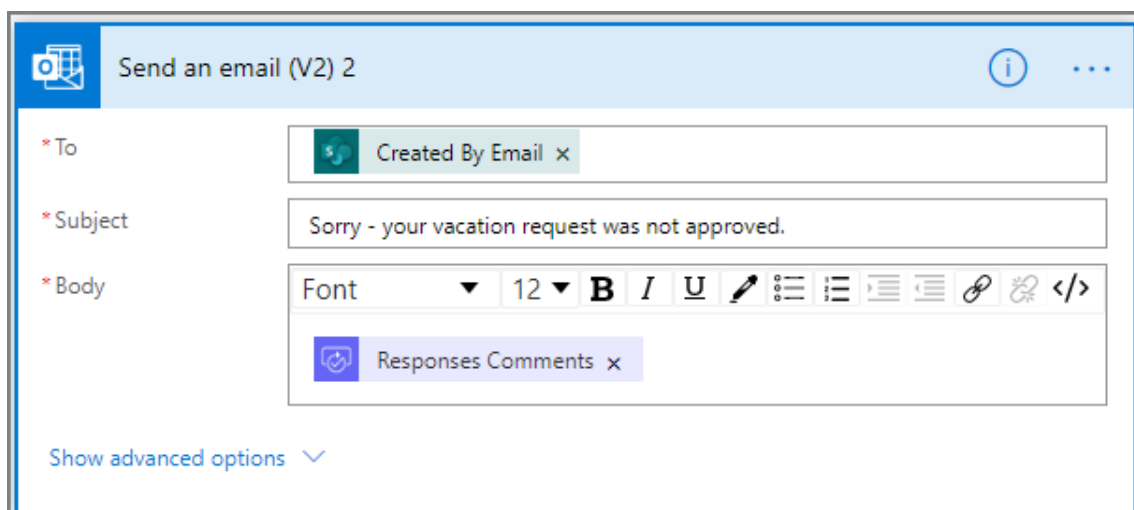 Send an email (V2) 2
* To
Created By Email ×
* Subject
Sorry - your vacation request was not approved.
* Body
Font 12 B I U </>
Responses Comments ×
Show advanced options